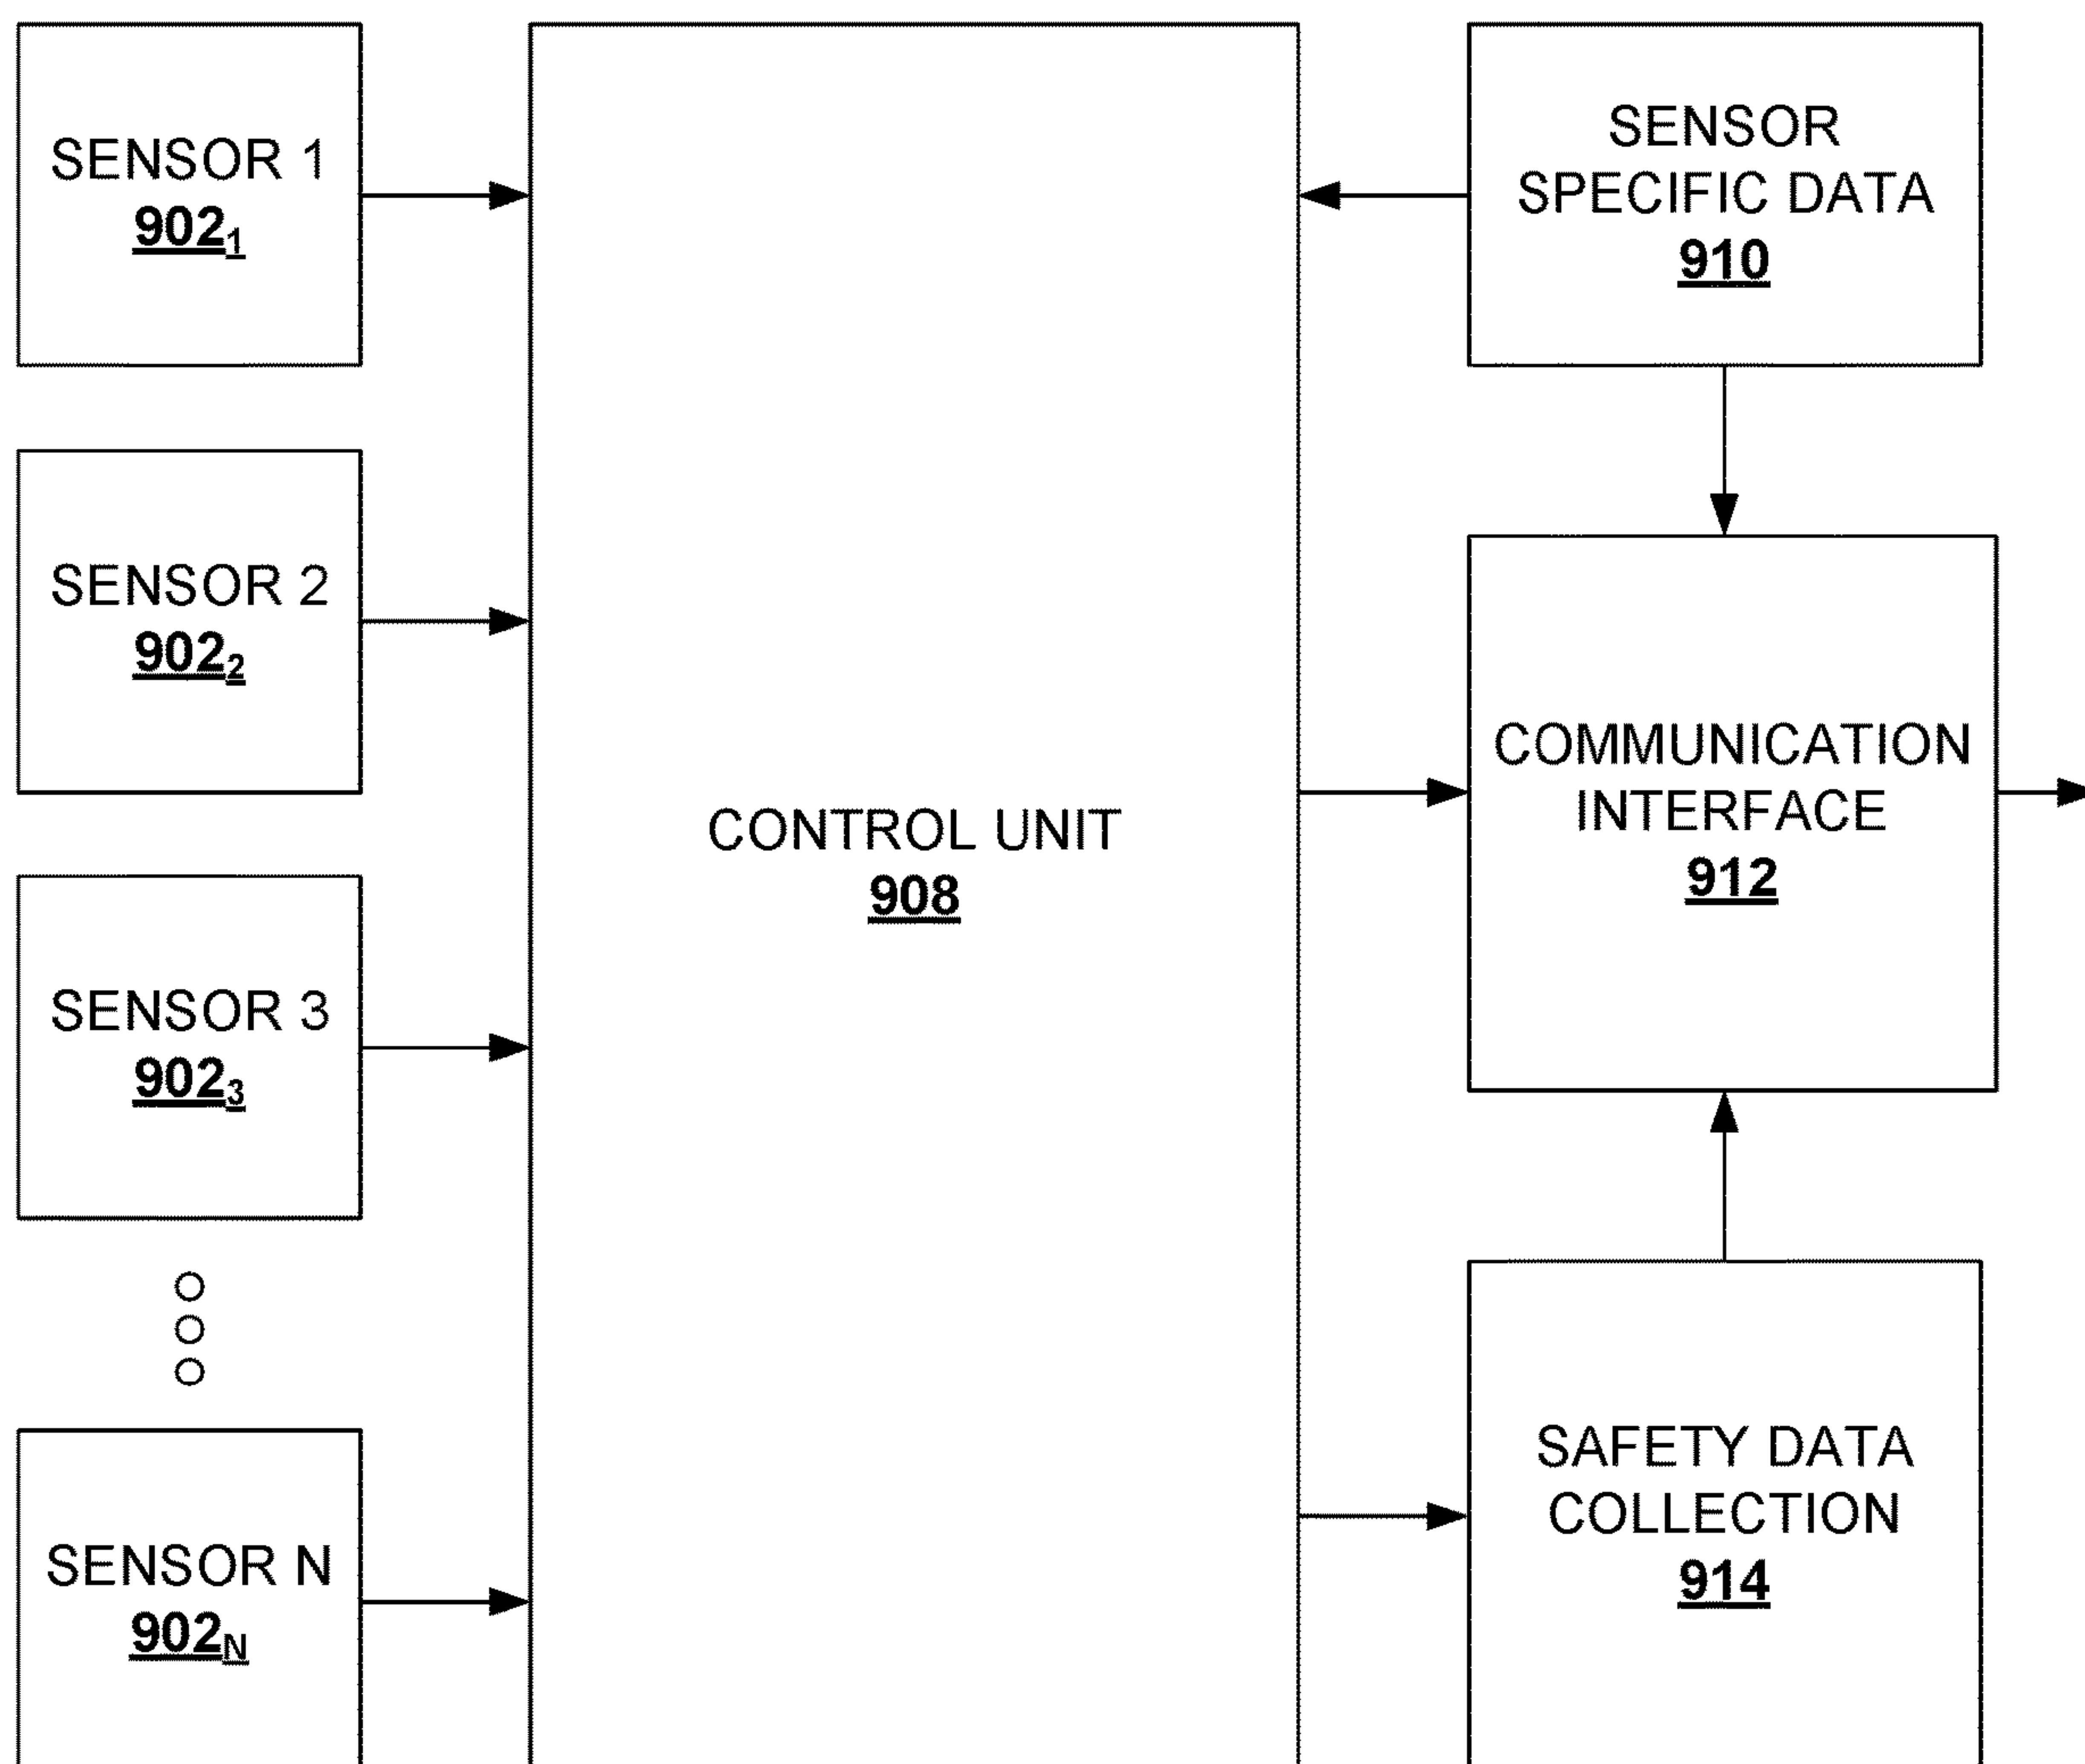 SENSOR 1
902₁
SENSOR 2
902₂
SENSOR 3
902₃
SENSOR N
902N
CONTROL UNIT
908
SENSOR
SPECIFIC DATA
910
COMMUNICATION
INTERFACE
912
SAFETY DATA
COLLECTION
914